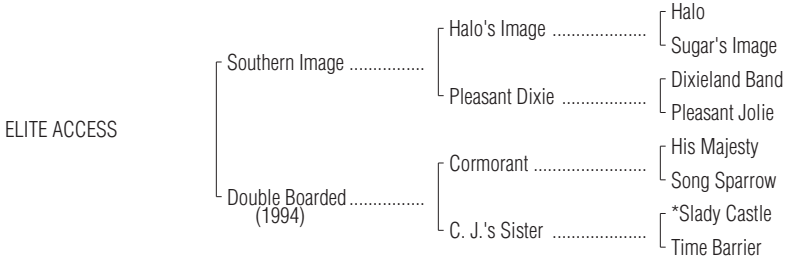 Halo
Halo's Image ....................
Sugar's Image
Southern Image ................
Dixieland Band
Pleasant Dixie ..................
Pleasant Jolie
ELITE ACCESS
His Majesty
Cormorant ........................
Song Sparrow
Double Boarded................
(1994)
*Slady Castle
C. J.'s Sister ....................
Time Barrier